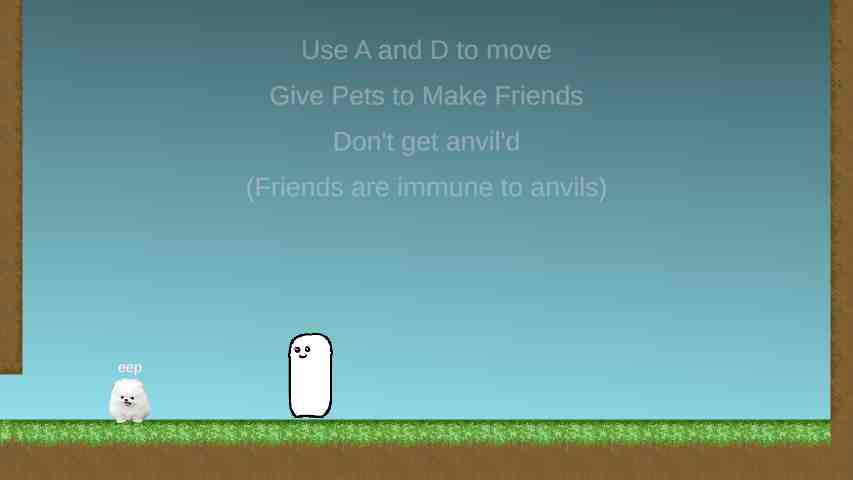 Use A and D to move
Give Pets to Make Friends
Don't get anvil'd
(Friends are immune to anvils)
eep